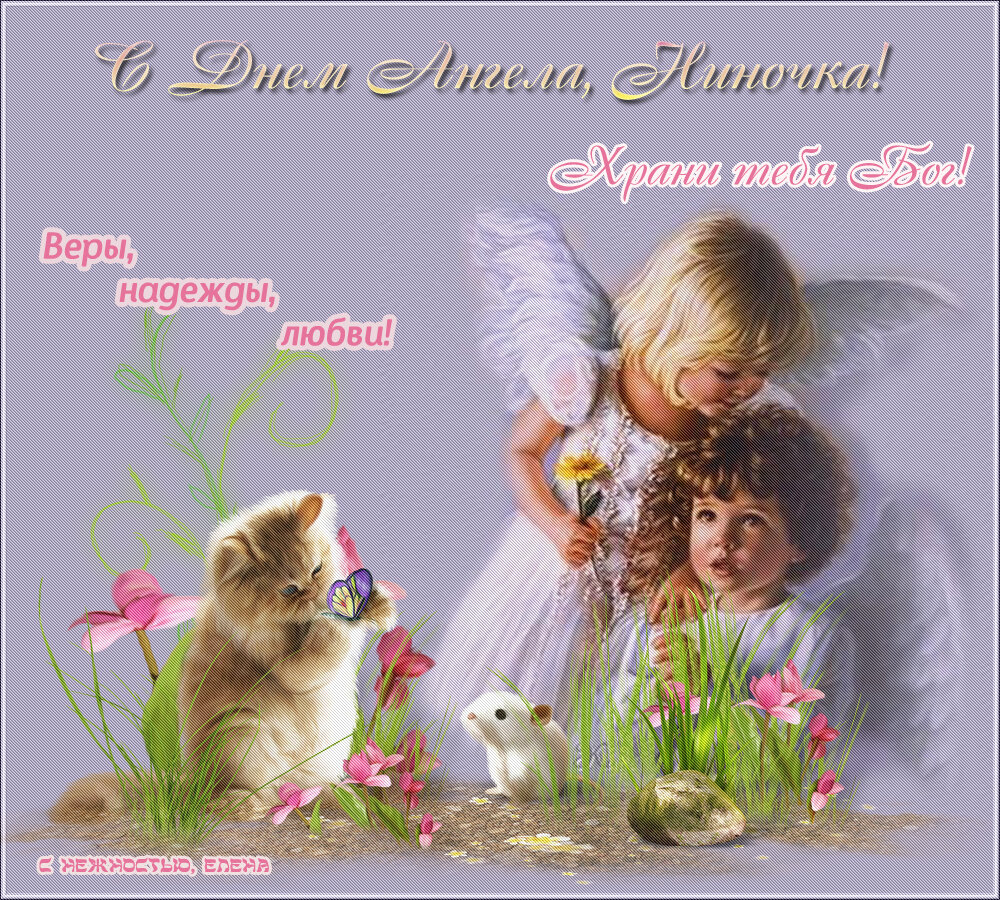 С Днем Ангела, Ниночка!
Храни тебя Бог!
Веры,
надежды,
любви!
С нежностью, Елена